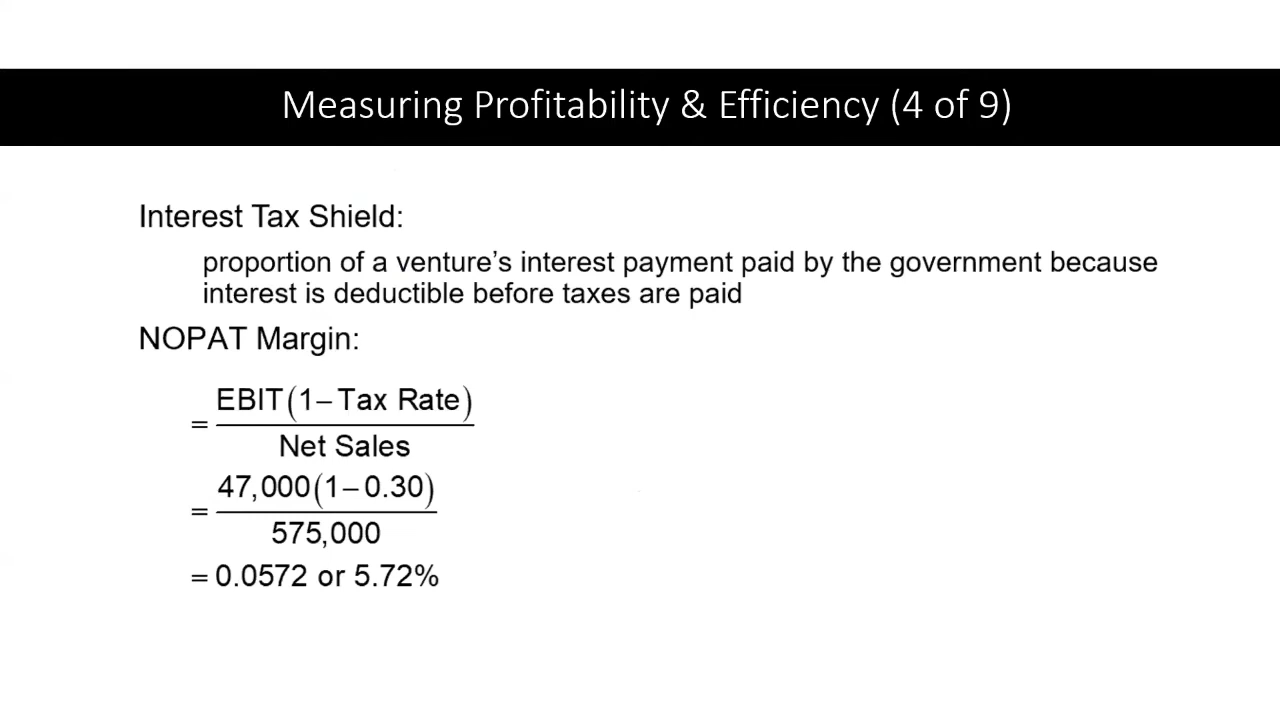 Measuring Profitability & Efficiency (4 of 9)
Interest Tax Shield:
proportion of a venture’s interest payment paid by the government because
interest is deductible before taxes are paid
NOPAT Margin:
= EBIT(1– Tax Rate)
Net Sales
= 47,000(1– 0.30)
575,000
= 0.0572 or 5.72%